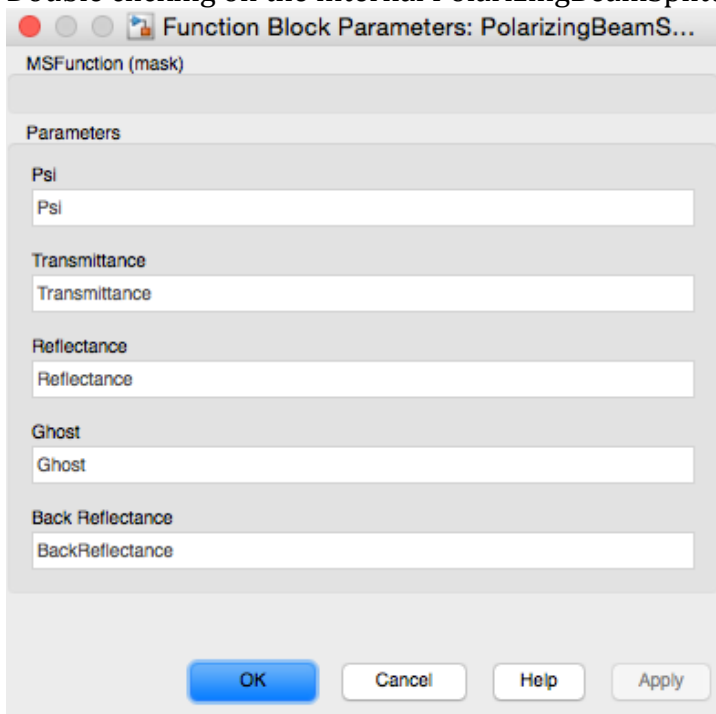 Function Block Parameters: PolarizingBeamS...
MSFunction (mask)
Parameters
Psi
Psi
Transmittance
Transmittance
Reflectance
Reflectance
Ghost
Ghost
Back Reflectance
BackReflectance
OK Cancel Help Apply